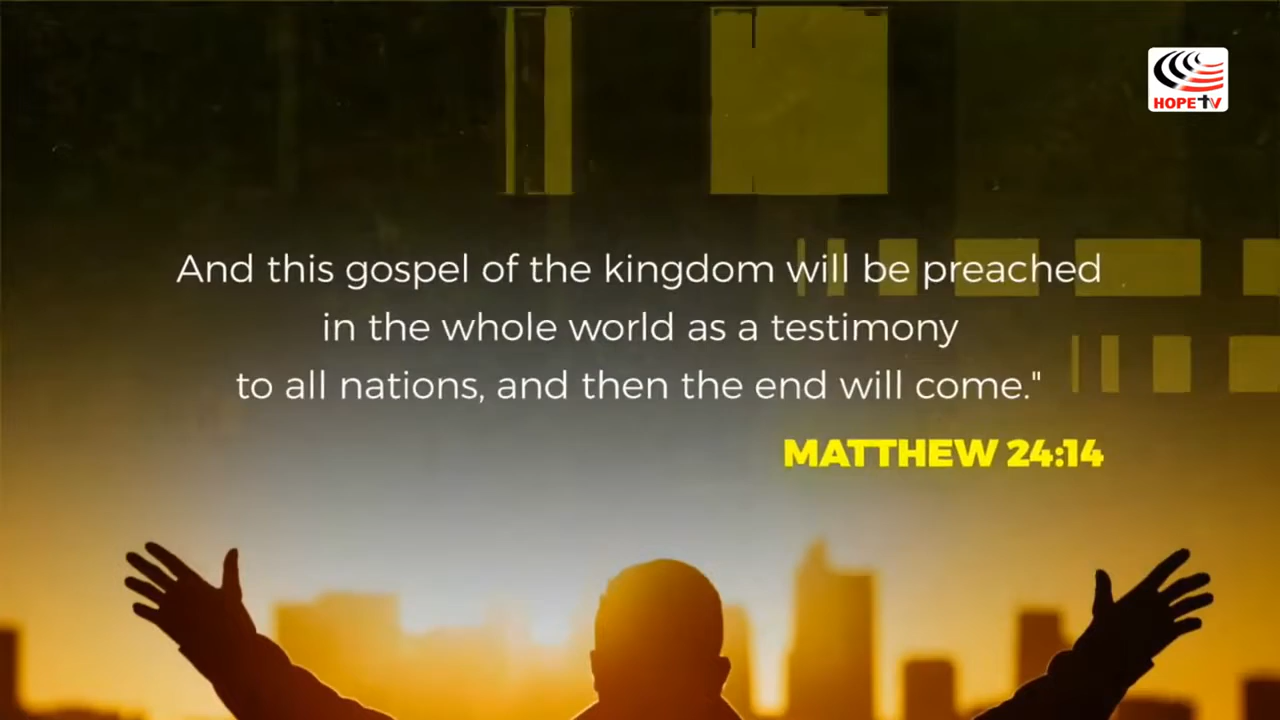 HOPE TV
And this gospel of the kingdom will be preached
in the whole world as a testimony
to all nations, and then the end will come."
MATTHEW 24:14